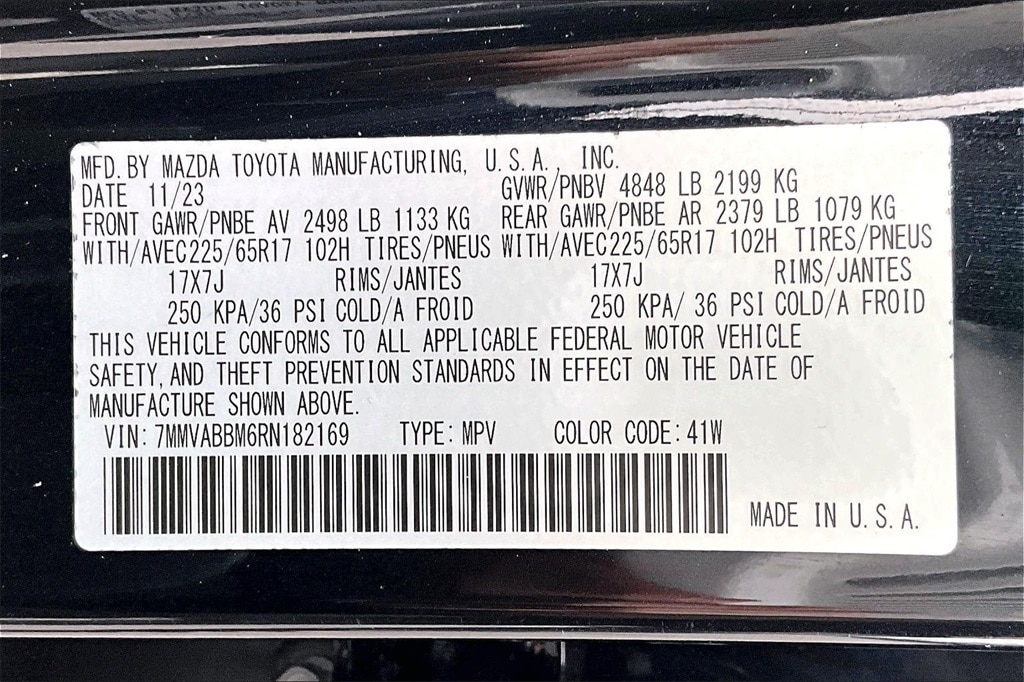 MFD. BY MAZDA TOYOTA MANUFACTURING, U.S.A., INC.
DATE 11/23 GVWR/PNBV 4848 LB 2199 KG
FRONT GAWR/PNBE AV 2498 LB 1133 KG REAR GAWR/PNBE AR 2379 LB 1079 KG
WITH/AVEC225/65R17 102H TIRES/PNEUS WITH/AVEC225/65R17 102H TIRES/PNEUS
17X7J RIMS/JANTES 17X7J RIMS/JANTES
250 KPA/36 PSI COLD/A FROID 250 KPA/ 36 PSI COLD/A FROID
THIS VEHICLE CONFORMS TO ALL APPLICABLE FEDERAL MOTOR VEHICLE
SAFETY, AND THEFT PREVENTION STANDARDS IN EFFECT ON THE DATE OF
MANUFACTURE SHOWN ABOVE.
VIN: 7MMVABBM6RN182169 TYPE: MPV COLOR CODE: 41W
MADE IN U.S.A.